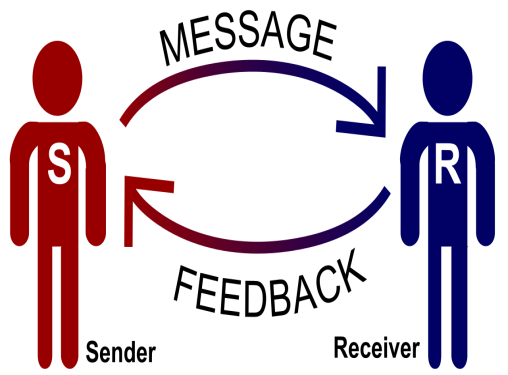 MESSAGE
S
R
FEEDBACK
Sender
Receiver